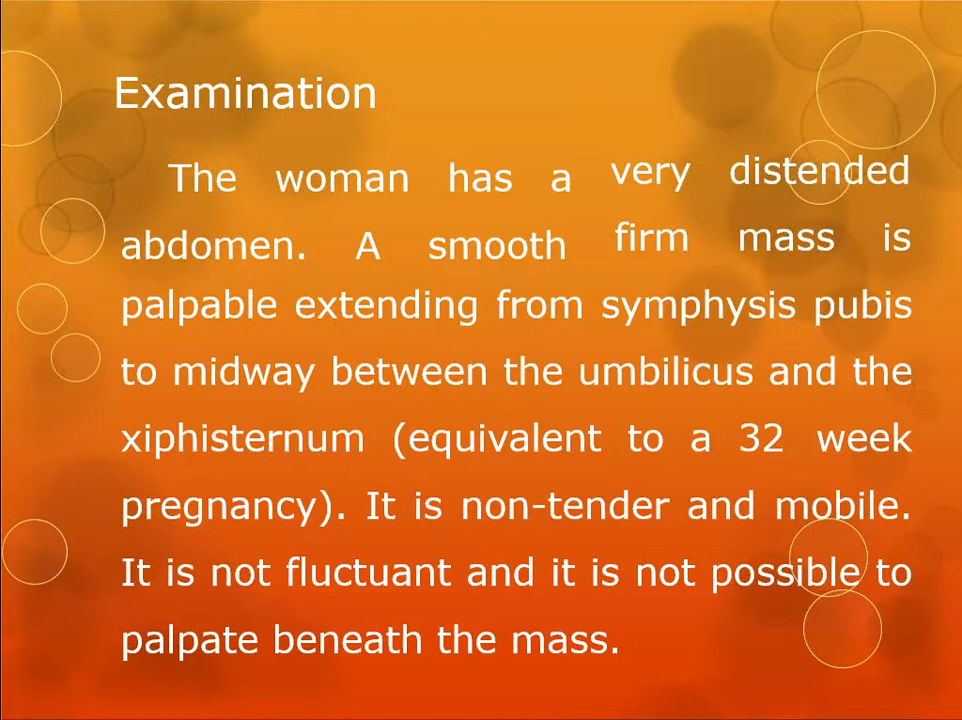 Examination
The woman has a very distended
abdomen. A smooth firm mass is
palpable extending from symphysis pubis
to midway between the umbilicus and the
xiphisternum (equivalent to a 32 week
pregnancy). It is non-tender and mobile.
It is not fluctuant and it is not possible to
palpate beneath the mass.